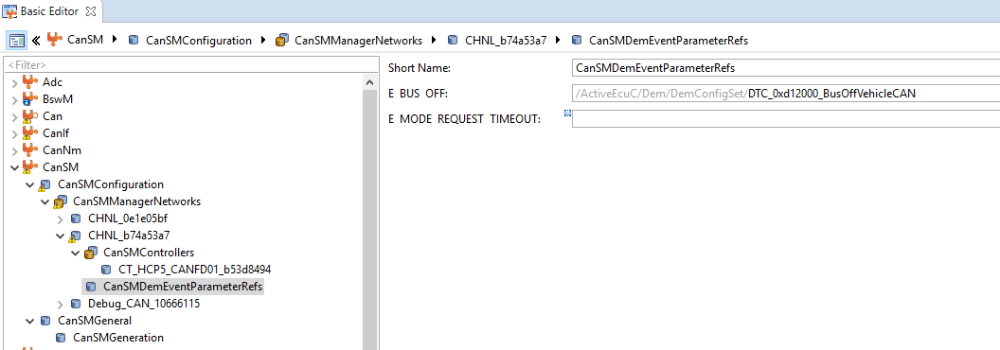 Basic Editor
CanSM CanSMConfiguration CanSMManagerNetworks CHNL_b74a53a7 CanSMDemEventParameterRefs
<Filter>
Adc
BswM
Can
CanIf
CanNm
CanSM
CanSMConfiguration
CanSMManagerNetworks
CHNL_0e1e05bf
CHNL_b74a53a7
CanSMControllers
CT_HCP5_CANFD01_b53d8494
CanSMDemEventParameterRefs
Debug_CAN_10666115
CanSMGeneral
CanSMGeneration
Short Name: CanSMDemEventParameterRefs
E BUS OFF: /ActiveEcuC/Dem/DemConfigSet/DTC_0xd12000_BusOffVehicleCAN
E MODE REQUEST TIMEOUT: